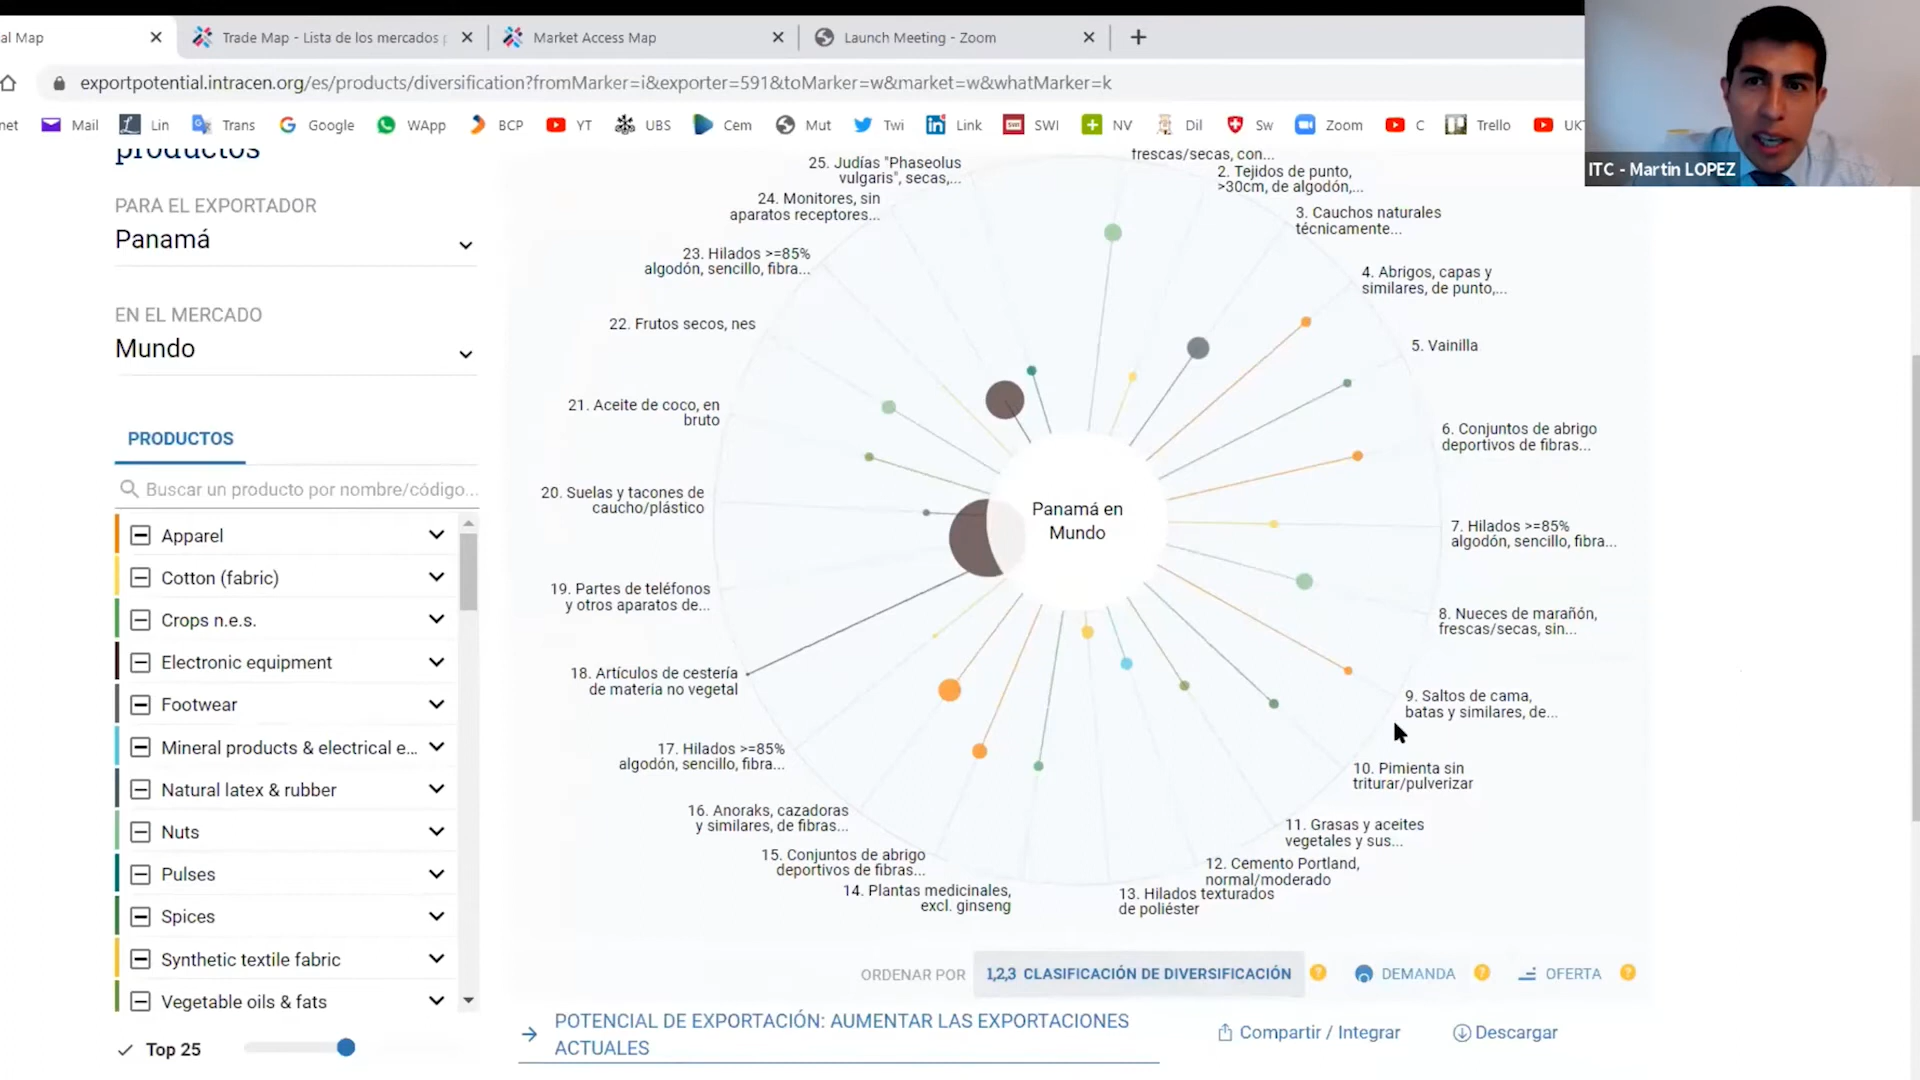 al Map
Trade Map - Lista de los mercados
Market Access Map
Launch Meeting - Zoom
exportpotential.intracen.org/es/products/diversification?fromMarker=i&exporter=591&toMarker=w&market=w&whatMarker=k
net
Mail
Lin
Trans
Google
WApp
BCP
YT
UBS
Cem
Mut
Twi
Link
SWI
NV
Dil
Sw
Zoom
C
Trello
UKT
ITC - Martin LOPEZ
productos
PARA EL EXPORTADOR
Panamá
EN EL MERCADO
Mundo
PRODUCTOS
Buscar un producto por nombre/código...
Apparel
Cotton (fabric)
Crops n.e.s.
Electronic equipment
Footwear
Mineral products & electrical e...
Natural latex & rubber
Nuts
Pulses
Spices
Synthetic textile fabric
Vegetable oils & fats
Top 25
frescas/secas, con...
2. Tejidos de punto,
>30cm, de algodón,...
3. Cauchos naturales
técnicamente...
4. Abrigos, capas y
similares, de punto,...
5. Vainilla
6. Conjuntos de abrigo
deportivos de fibras...
7. Hilados >=85%
algodón, sencillo, fibra...
8. Nueces de marañón,
frescas/secas, sin...
9. Saltos de cama,
batas y similares, de...
10. Pimienta sin
triturar/pulverizar
11. Grasas y aceites
vegetales y sus...
12. Cemento Portland,
normal/moderado
13. Hilados texturados
de poliéster
14. Plantas medicinales,
excl. ginseng
15. Conjuntos de abrigo
deportivos de fibras...
16. Anoraks, cazadoras
y similares, de fibras...
17. Hilados >=85%
algodón, sencillo, fibra...
18. Artículos de cestería
de materia no vegetal
19. Partes de teléfonos
y otros aparatos de...
20. Suelas y tacones de
caucho/plástico
21. Aceite de coco, en
bruto
22. Frutos secos, nes
23. Hilados >=85%
algodón, sencillo, fibra...
24. Monitores, sin
aparatos receptores...
25. Judías "Phaseolus
vulgaris", secas,...
Panamá en
Mundo
ORDENAR POR
1,2,3 CLASIFICACIÓN DE DIVERSIFICACIÓN
?
DEMANDA
?
OFERTA
?
POTENCIAL DE EXPORTACIÓN: AUMENTAR LAS EXPORTACIONES
ACTUALES
Compartir / Integrar
Descargar